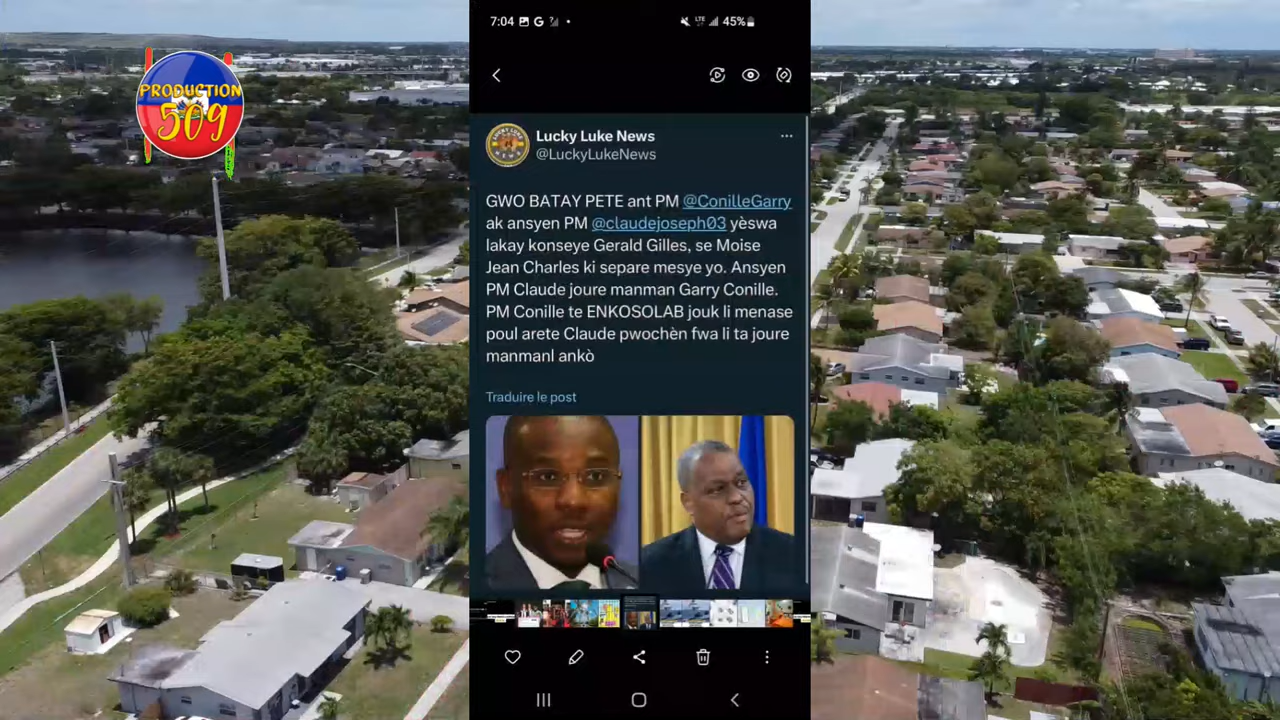 PRODUCTION
509
7:04
LTE
45%
Lucky Luke News
@LuckyLukeNews
GWO BATAY PETE ant PM @ConilleGarry
ak ansyen PM @claudejoseph03 yèswa
lakay konseye Gerald Gilles, se Moise
Jean Charles ki separe mesye yo. Ansyen
PM Claude joure manman Garry Conille.
PM Conille te ENKOSOLAB jouk li menase
poul arete Claude pwochèn fwa li ta joure
manmanl ankò
Traduire le post